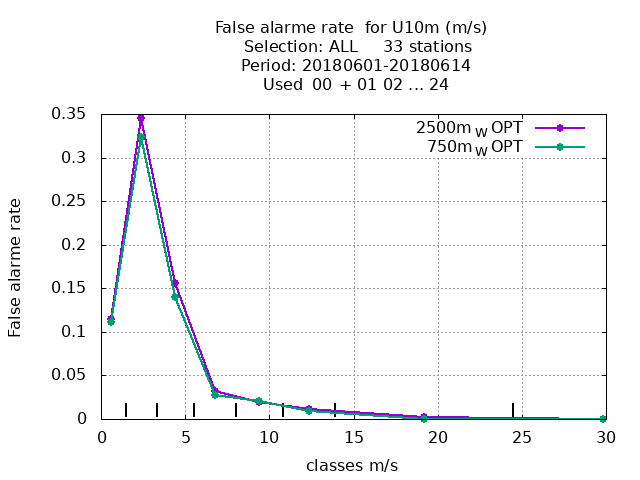 False alarme rate  for U10m (m/s)
Selection: ALL     33 stations
Period: 20180601-20180614
Used  00 + 01 02 ... 24
2500m W OPT
750m W OPT
0.35
0.3
0.25
0.2
0.15
0.1
0.05
0
False alarme rate
0 5 10 15 20 25 30
classes m/s